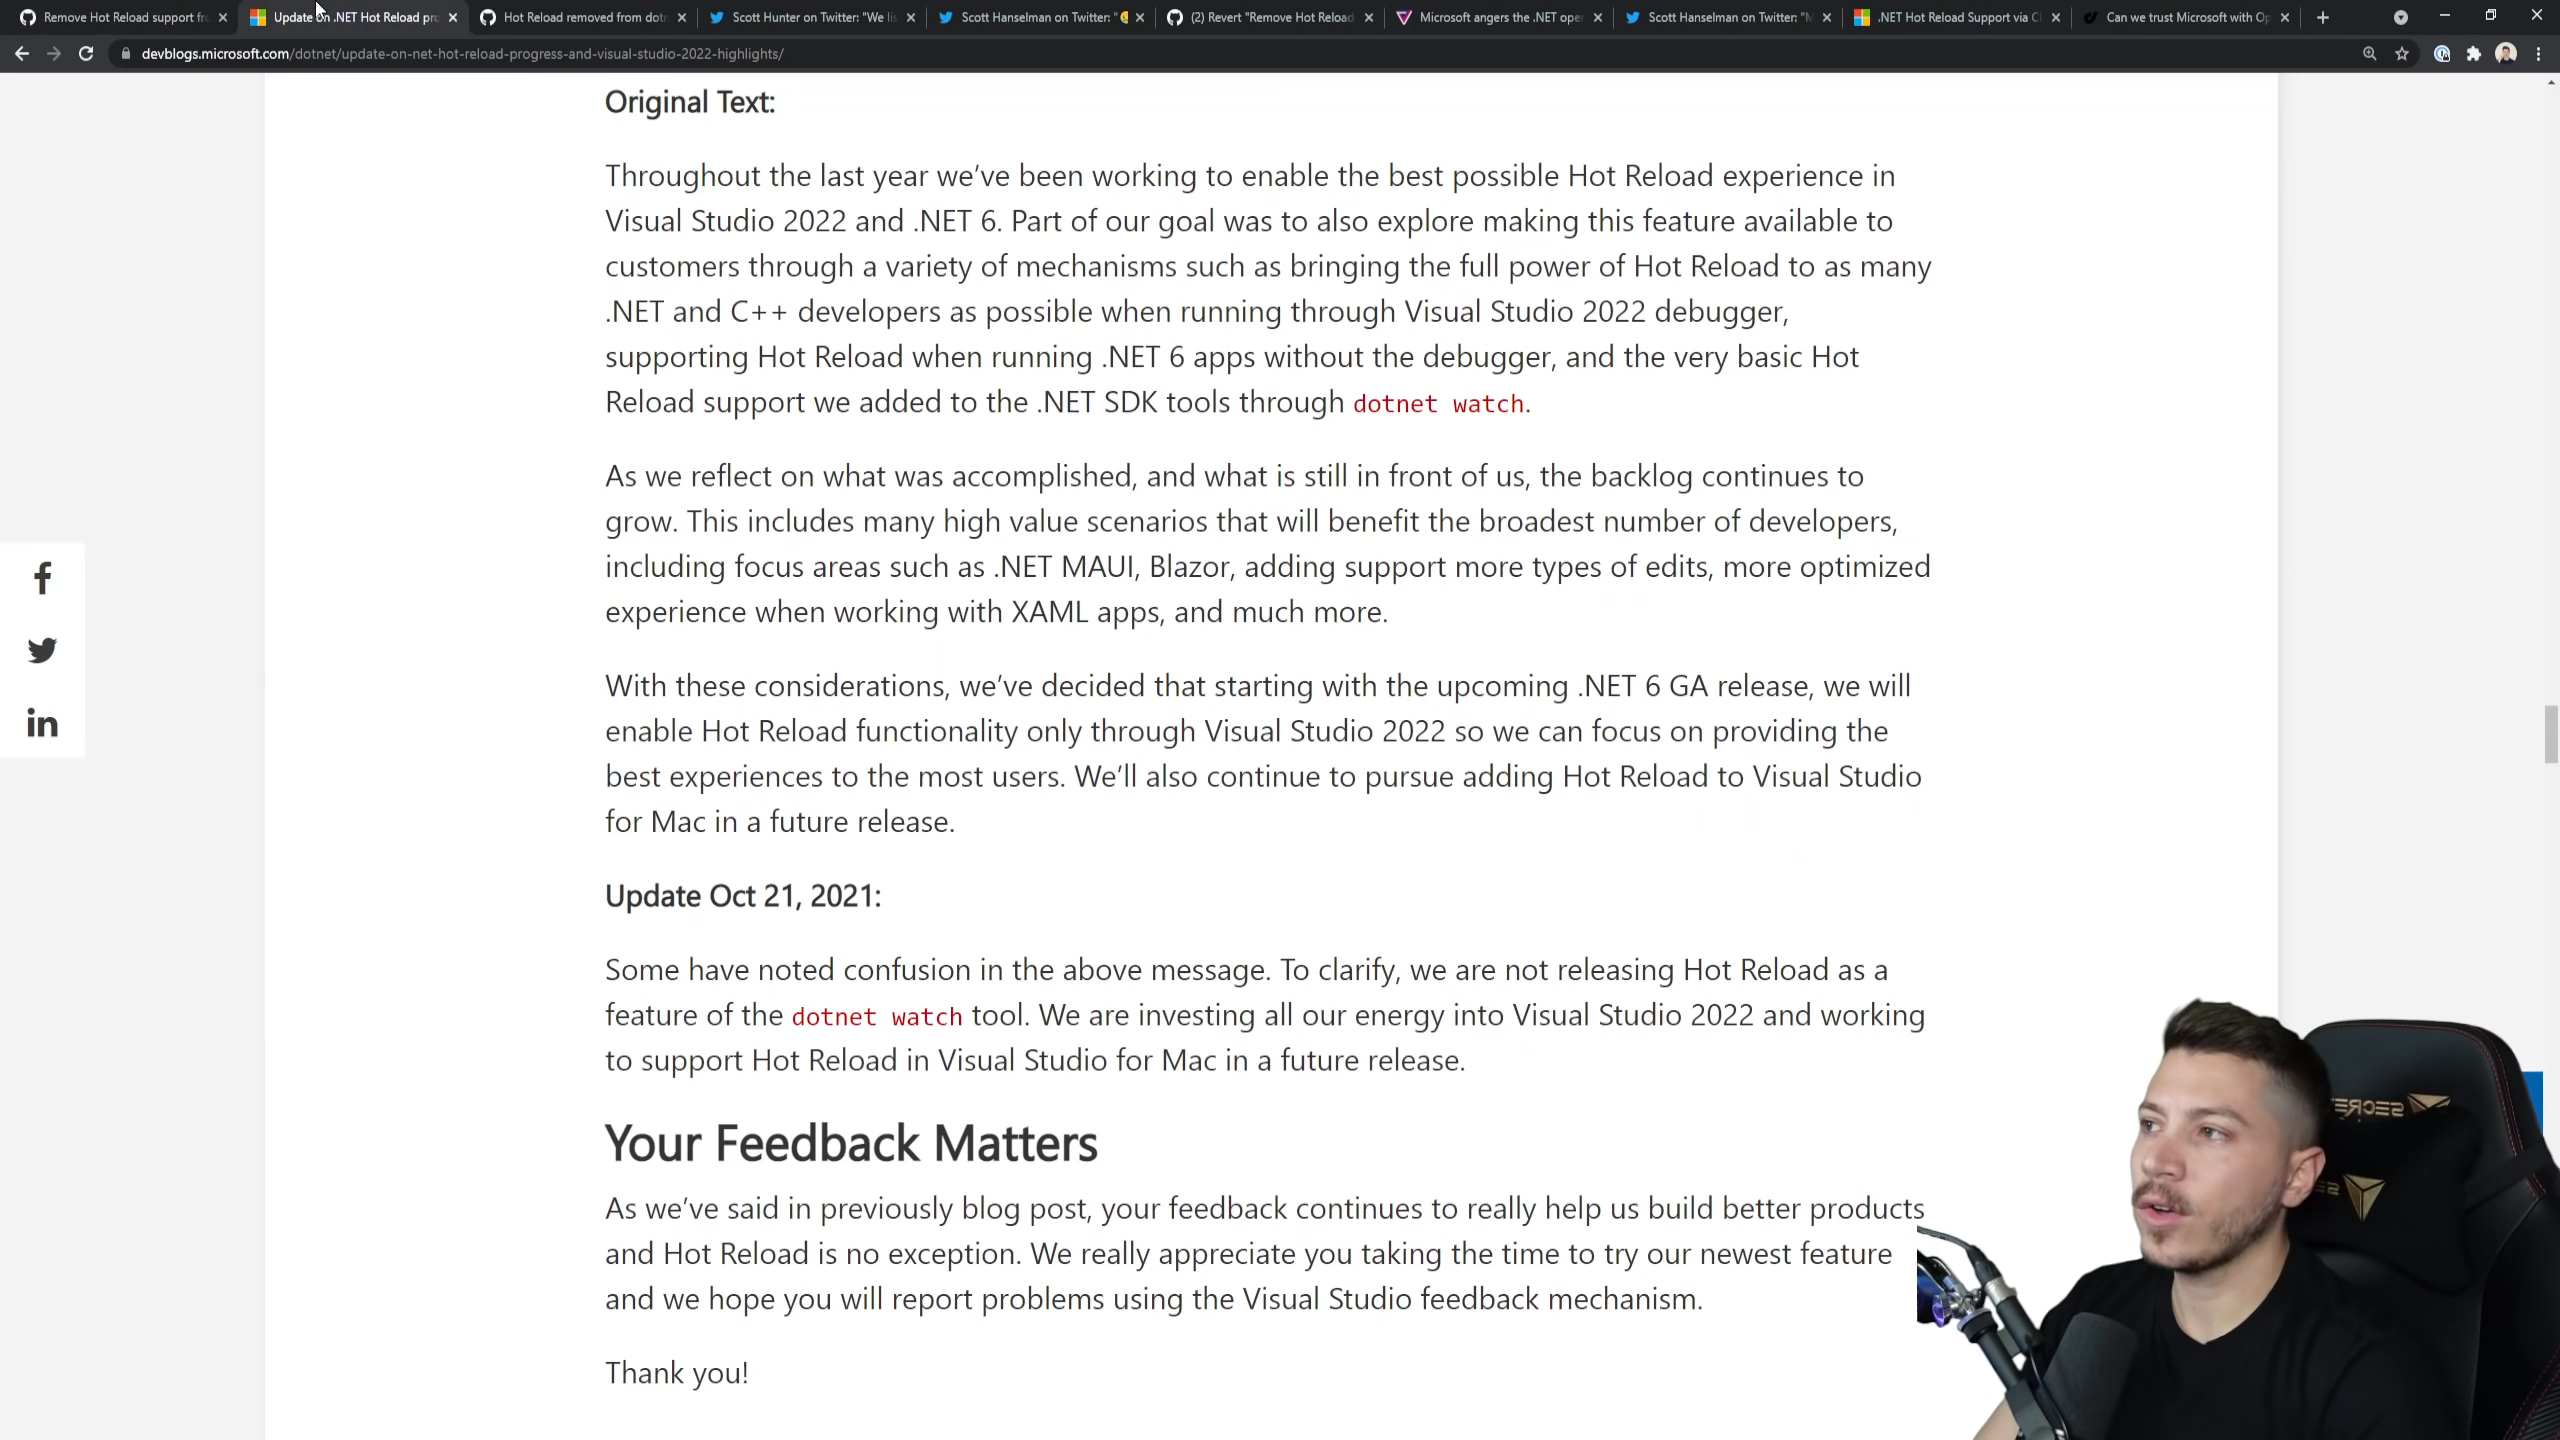 Remove Hot Reload support fr
Update on .NET Hot Reload pr
Hot Reload removed from dot
Scott Hunter on Twitter: "We li
Scott Hanselman on Twitter: "
(2) Revert "Remove Hot Reload
Microsoft angers the .NET ope
Scott Hanselman on Twitter: "
.NET Hot Reload Support via C
Can we trust Microsoft with Op
devblogs.microsoft.com/dotnet/update-on-net-hot-reload-progress-and-visual-studio-2022-highlights/
Original Text:
Throughout the last year we’ve been working to enable the best possible Hot Reload experience in
Visual Studio 2022 and .NET 6. Part of our goal was to also explore making this feature available to
customers through a variety of mechanisms such as bringing the full power of Hot Reload to as many
.NET and C++ developers as possible when running through Visual Studio 2022 debugger,
supporting Hot Reload when running .NET 6 apps without the debugger, and the very basic Hot
Reload support we added to the .NET SDK tools through dotnet watch.
As we reflect on what was accomplished, and what is still in front of us, the backlog continues to
grow. This includes many high value scenarios that will benefit the broadest number of developers,
including focus areas such as .NET MAUI, Blazor, adding support more types of edits, more optimized
experience when working with XAML apps, and much more.
With these considerations, we’ve decided that starting with the upcoming .NET 6 GA release, we will
enable Hot Reload functionality only through Visual Studio 2022 so we can focus on providing the
best experiences to the most users. We’ll also continue to pursue adding Hot Reload to Visual Studio
for Mac in a future release.
Update Oct 21, 2021:
Some have noted confusion in the above message. To clarify, we are not releasing Hot Reload as a
feature of the dotnet watch tool. We are investing all our energy into Visual Studio 2022 and working
to support Hot Reload in Visual Studio for Mac in a future release.
Your Feedback Matters
As we’ve said in previously blog post, your feedback continues to really help us build better products
and Hot Reload is no exception. We really appreciate you taking the time to try our newest feature
and we hope you will report problems using the Visual Studio feedback mechanism.
Thank you!